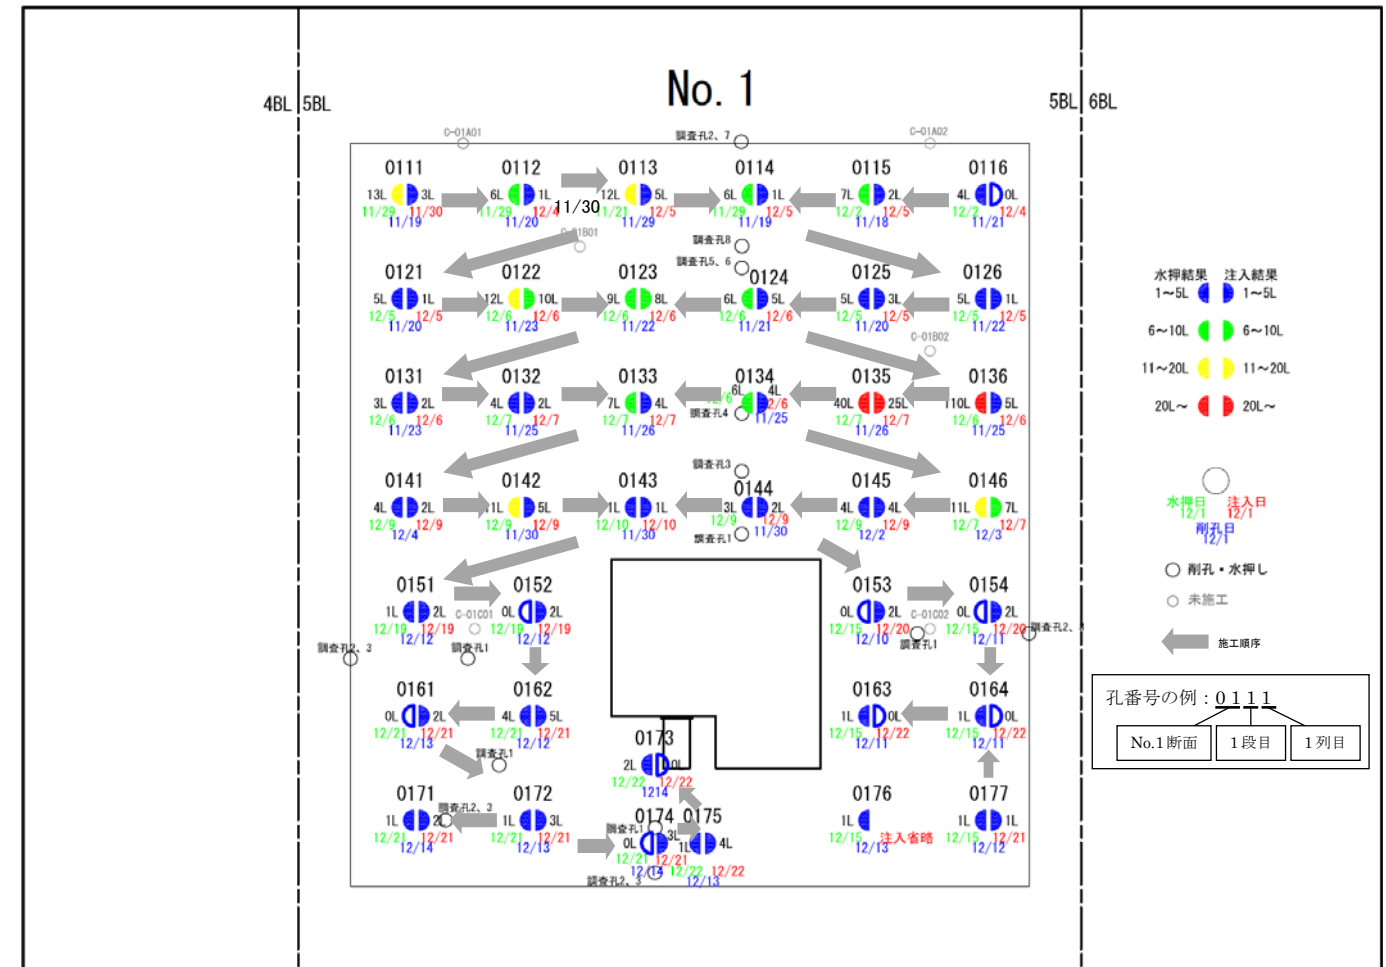 No. 1
4BL 5BL
5BL 6BL
C-01A01
調査孔2、7
C-01A02
0111 0112 0113 0114 0115 0116
13L 3L 6L 1L 12L 5L 6L 1L 7L 2L 4L 0L
11/29 11/30 11/29 12/4 11/30 11/21 12/5 11/29 12/5 12/2 12/5 12/2 12/4
11/19 11/20 11/29 11/19 11/18 11/21
C-01B01
調査孔8
調査孔5、6
0121 0122 0123 0124 0125 0126
5L 1L 12L 10L 9L 8L 6L 5L 5L 3L 5L 1L
12/5 12/5 12/6 12/6 12/6 12/6 12/6 12/6 12/5 12/5 12/5 12/5
11/20 11/23 11/22 11/21 11/20 11/22
C-01B02
0131 0132 0133 0134 0135 0136
3L 2L 4L 2L 7L 4L 6L 4L 40L 25L 110L 5L
12/6 12/6 12/7 12/7 12/7 12/7 12/6 12/6 12/7 12/7 12/6 12/6
11/23 11/25 11/26 調査孔4 11/25 11/26 11/25
調査孔3
0141 0142 0143 0144 0145 0146
4L 2L 11L 5L 1L 1L 3L 2L 4L 4L 11L 7L
12/9 12/9 12/9 12/9 12/10 12/10 12/9 12/9 12/9 12/9 12/7 12/7
12/4 11/30 11/30 11/30 12/2 12/3
調査孔1
0151 0152 0153 0154
1L 2L 0L 2L 0L 2L 0L 2L
12/19 12/19 12/19 12/19 12/15 12/20 12/15 12/20
12/12 12/12 12/10 12/11
C-01C01 C-01C02
調査孔2、3 調査孔1 調査孔1
0161 0162 0163 0164
0L 2L 4L 5L 1L 0L 1L 0L
12/21 12/21 12/21 12/21 12/15 12/22 12/15 12/22
12/13 12/12 12/11 12/11
調査孔1
0173
2L 0L
12/22 12/22
1214
0171 0172 0174 0175 0176 0177
調査孔2、3 調査孔1
1L 1L 3L 0L 3L 1L 4L 1L 1L 1L
12/21 12/21 12/21 12/21 12/21 12/21 12/22 12/22 12/15 注入省略 12/15 12/21
12/14 12/13 12/14 12/13 12/13 12/12
調査孔2、3
水押結果 注入結果
1～5L 1～5L
6～10L 6～10L
11～20L 11～20L
20L～ 20L～
水押日 注入日
12/1 12/1
削孔日
12/1
削孔・水押し
未施工
施工順序
孔番号の例：0 1 1 1
No.1断面 1段目 1列目